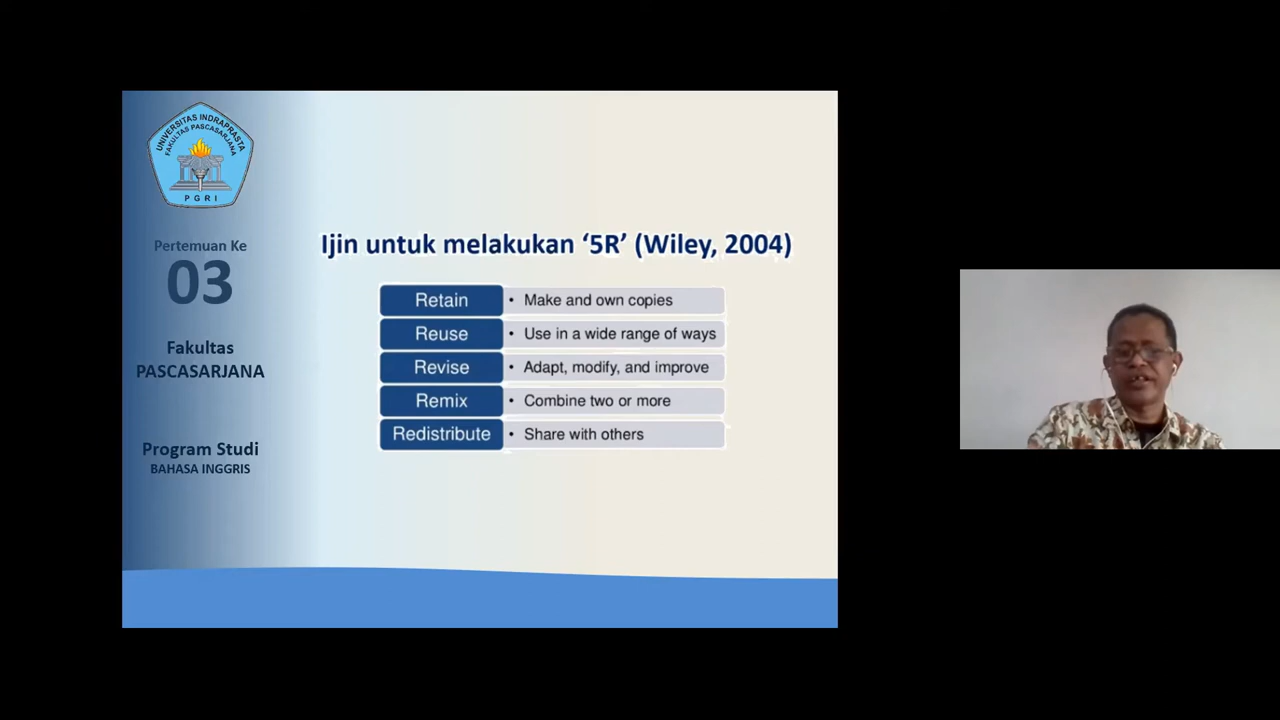 UNIVERSITAS INDRAPRASTA
FAKULTAS PASCASARJANA
PGRI
Pertemuan Ke
03
Fakultas
PASCASARJANA
Program Studi
BAHASA INGGRIS
Ijin untuk melakukan ‘5R’ (Wiley, 2004)
Retain • Make and own copies
Reuse • Use in a wide range of ways
Revise • Adapt, modify, and improve
Remix • Combine two or more
Redistribute • Share with others